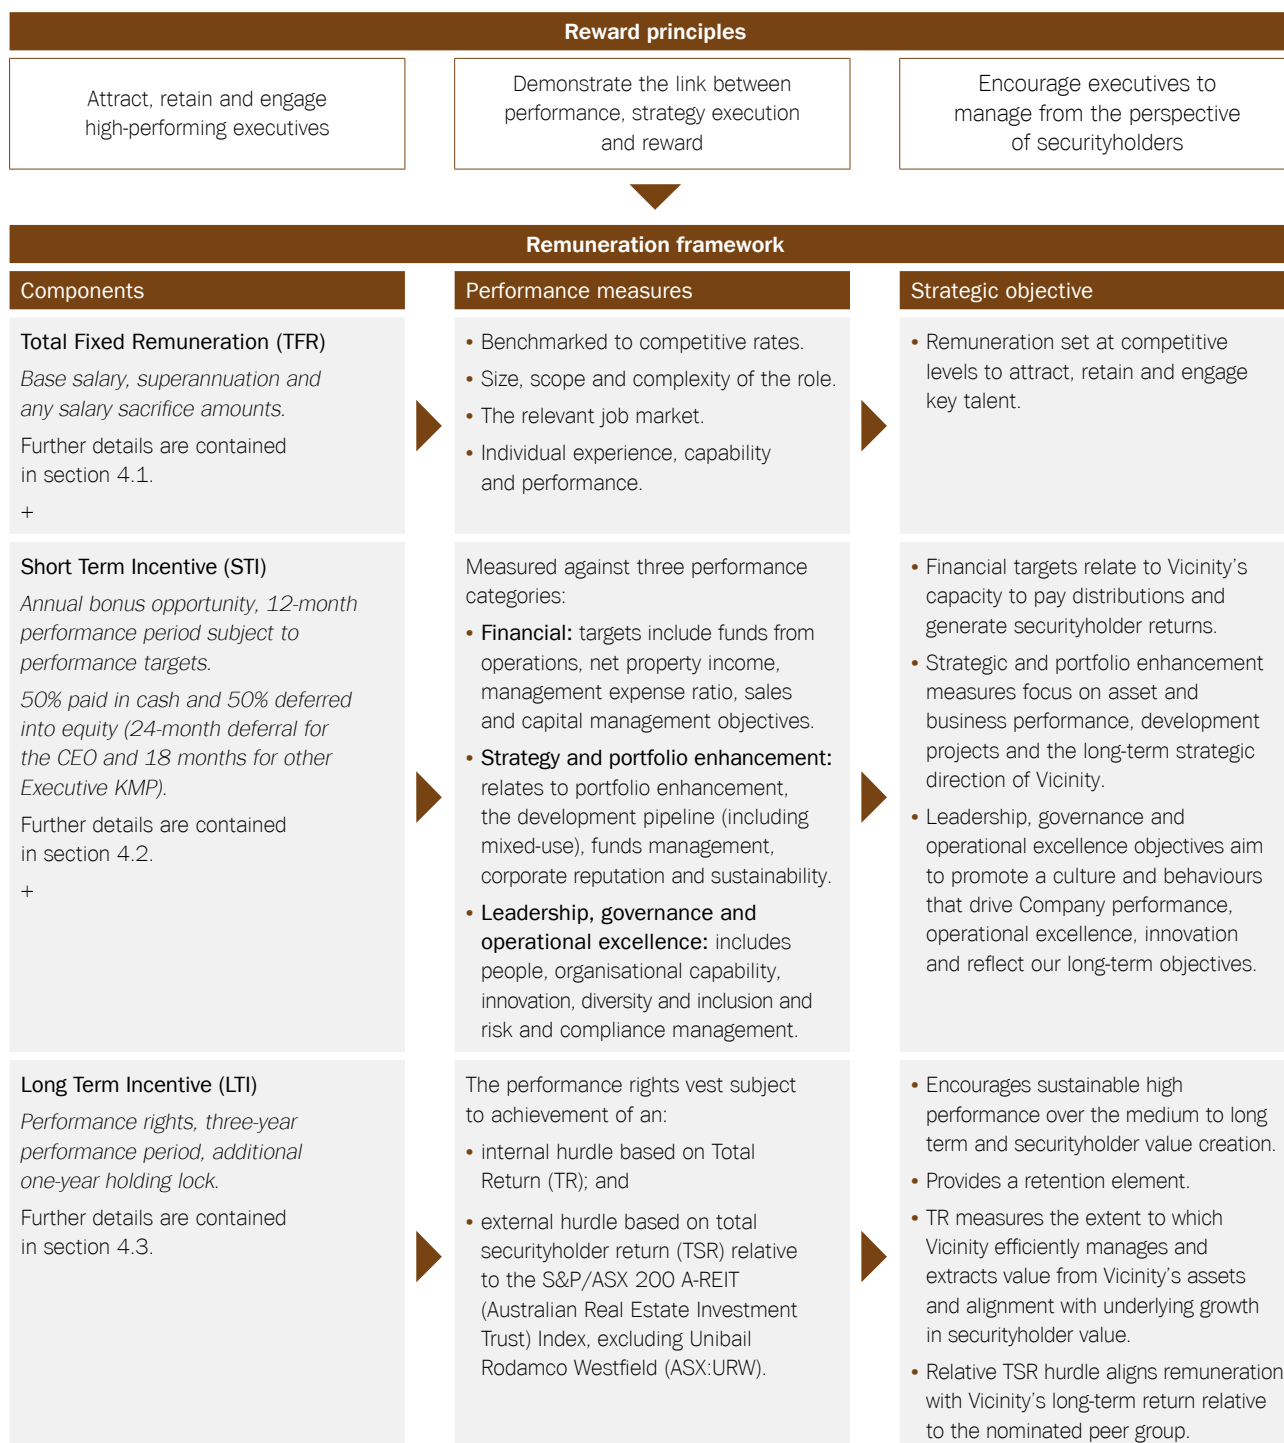 Reward principles
Attract, retain and engage
high-performing executives
Demonstrate the link between
performance, strategy execution
and reward
Encourage executives to
manage from the perspective
of securityholders
Remuneration framework
Components
Performance measures
Strategic objective
Total Fixed Remuneration (TFR)
Base salary, superannuation and
any salary sacrifice amounts.
Further details are contained
in section 4.1.
+
• Benchmarked to competitive rates.
• Size, scope and complexity of the role.
• The relevant job market.
• Individual experience, capability
and performance.
• Remuneration set at competitive
levels to attract, retain and engage
key talent.
Short Term Incentive (STI)
Annual bonus opportunity, 12-month
performance period subject to
performance targets.
50% paid in cash and 50% deferred
into equity (24-month deferral for
the CEO and 18 months for other
Executive KMP).
Further details are contained
in section 4.2.
+
Measured against three performance
categories:
• Financial: targets include funds from
operations, net property income,
management expense ratio, sales
and capital management objectives.
• Strategy and portfolio enhancement:
relates to portfolio enhancement,
the development pipeline (including
mixed-use), funds management,
corporate reputation and sustainability.
• Leadership, governance and
operational excellence: includes
people, organisational capability,
innovation, diversity and inclusion and
risk and compliance management.
• Financial targets relate to Vicinity's
capacity to pay distributions and
generate securityholder returns.
• Strategic and portfolio enhancement
measures focus on asset and
business performance, development
projects and the long-term strategic
direction of Vicinity.
• Leadership, governance and
operational excellence objectives aim
to promote a culture and behaviours
that drive Company performance,
operational excellence, innovation
and reflect our long-term objectives.
Long Term Incentive (LTI)
Performance rights, three-year
performance period, additional
one-year holding lock.
Further details are contained
in section 4.3.
The performance rights vest subject
to achievement of an:
• internal hurdle based on Total
Return (TR); and
• external hurdle based on total
securityholder return (TSR) relative
to the S&P/ASX 200 A-REIT
(Australian Real Estate Investment
Trust) Index, excluding Unibail
Rodamco Westfield (ASX:URW).
• Encourages sustainable high
performance over the medium to long
term and securityholder value creation.
• Provides a retention element.
• TR measures the extent to which
Vicinity efficiently manages and
extracts value from Vicinity's assets
and alignment with underlying growth
in securityholder value.
• Relative TSR hurdle aligns remuneration
with Vicinity's long-term return relative
to the nominated peer group.